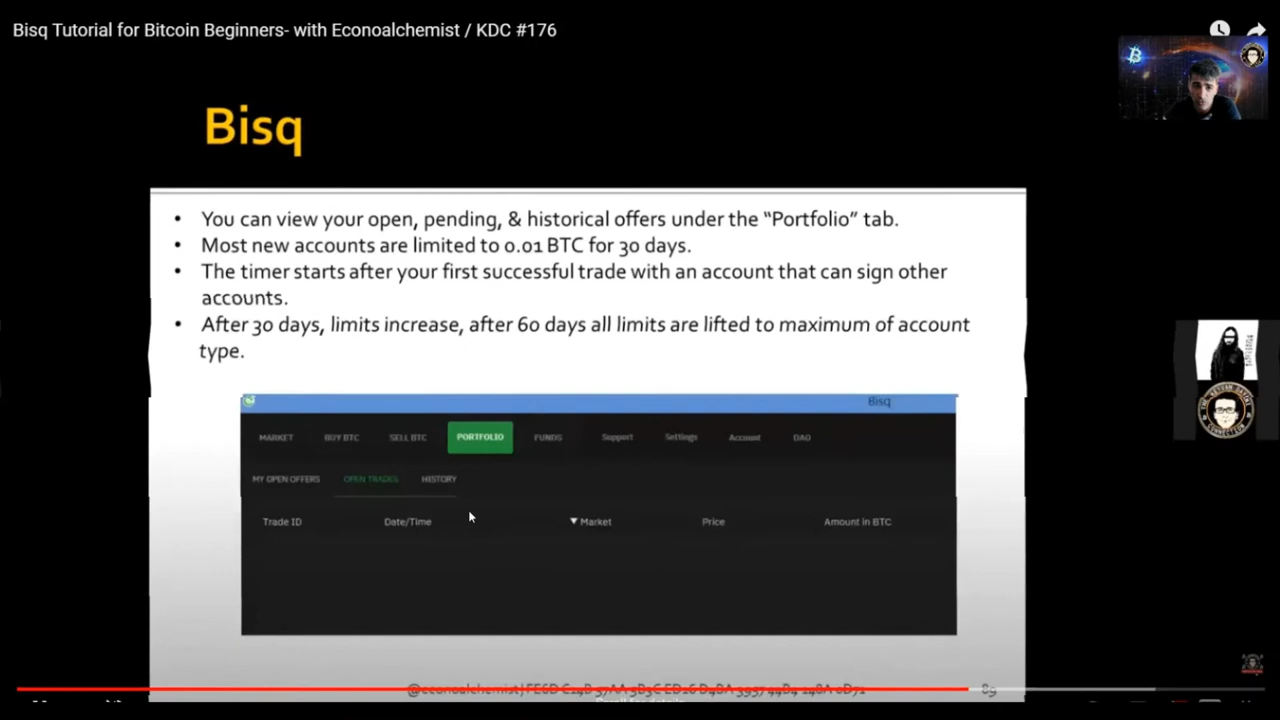 Bisq Tutorial for Bitcoin Beginners- with Econoalchemist / KDC #176
Bisq
• You can view your open, pending, & historical offers under the “Portfolio” tab.
• Most new accounts are limited to 0.01 BTC for 30 days.
• The timer starts after your first successful trade with an account that can sign other
accounts.
• After 30 days, limits increase, after 60 days all limits are lifted to maximum of account
type.
Bisq
MARKET BUY BTC SELL BTC PORTFOLIO FUNDS Support Settings Account DAO
MY OPEN OFFERS OPEN TRADES HISTORY
Trade ID Date/Time Market Price Amount in BTC
CONNECTION
@econoalchemist
89